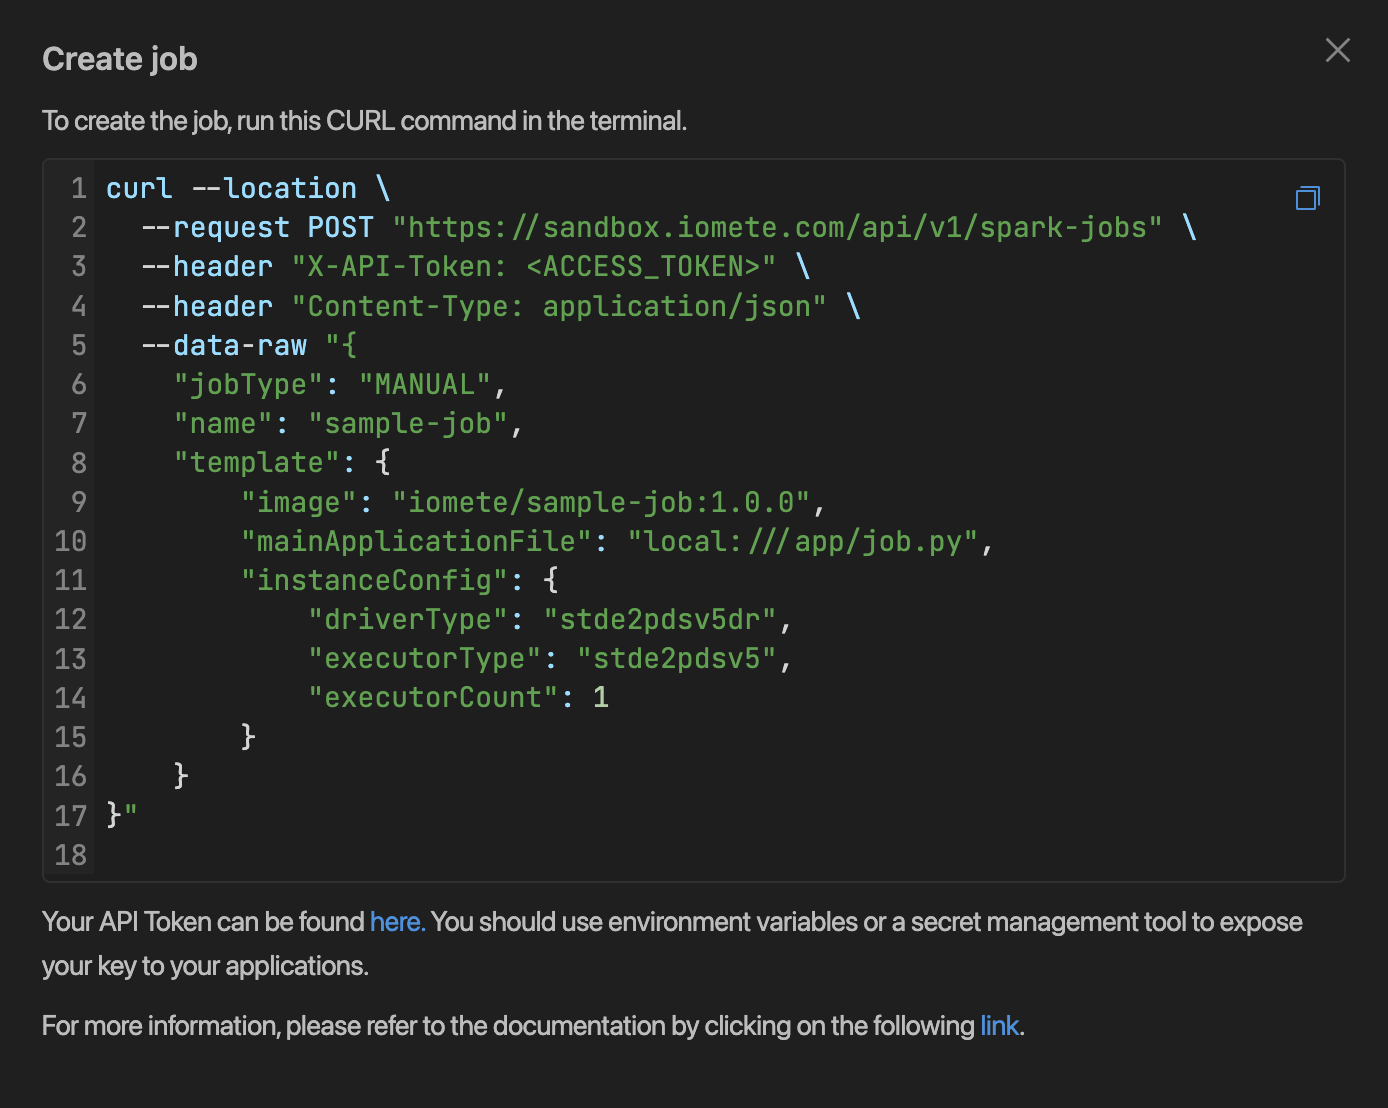 Create job
To create the job, run this CURL command in the terminal.
1 curl --location \
2   --request POST "https://sandbox.iomete.com/api/v1/spark-jobs" \
3   --header "X-API-Token: <ACCESS_TOKEN>" \
4   --header "Content-Type: application/json" \
5   --data-raw "{
6     "jobType": "MANUAL",
7     "name": "sample-job",
8     "template": {
9         "image": "iomete/sample-job:1.0.0",
10         "mainApplicationFile": "local:///app/job.py",
11         "instanceConfig": {
12             "driverType": "stde2pdsv5dr",
13             "executorType": "stde2pdsv5",
14             "executorCount": 1
15         }
16     }
17 }"
18
Your API Token can be found here. You should use environment variables or a secret management tool to expose
your key to your applications.
For more information, please refer to the documentation by clicking on the following link.